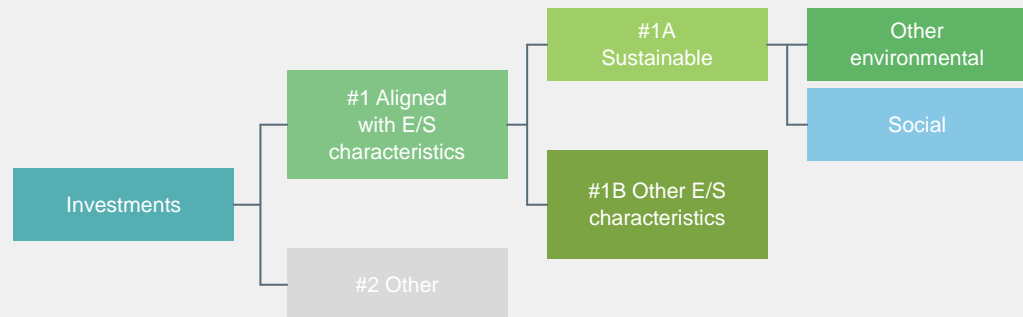 #1A
Sustainable
Other
environmental
#1 Aligned
with E/S
characteristics
Social
Investments
#1B Other E/S
characteristics
#2 Other